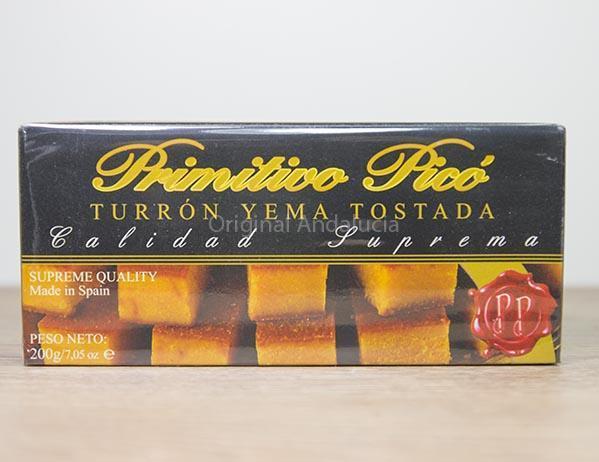 Primitivo Picó
TURRÓN YEMA TOSTADA
Original Andalucia
Calidad Suprema
SUPREME QUALITY
Made in Spain
PP
PESO NETO:
200g/7,05 oz ℮